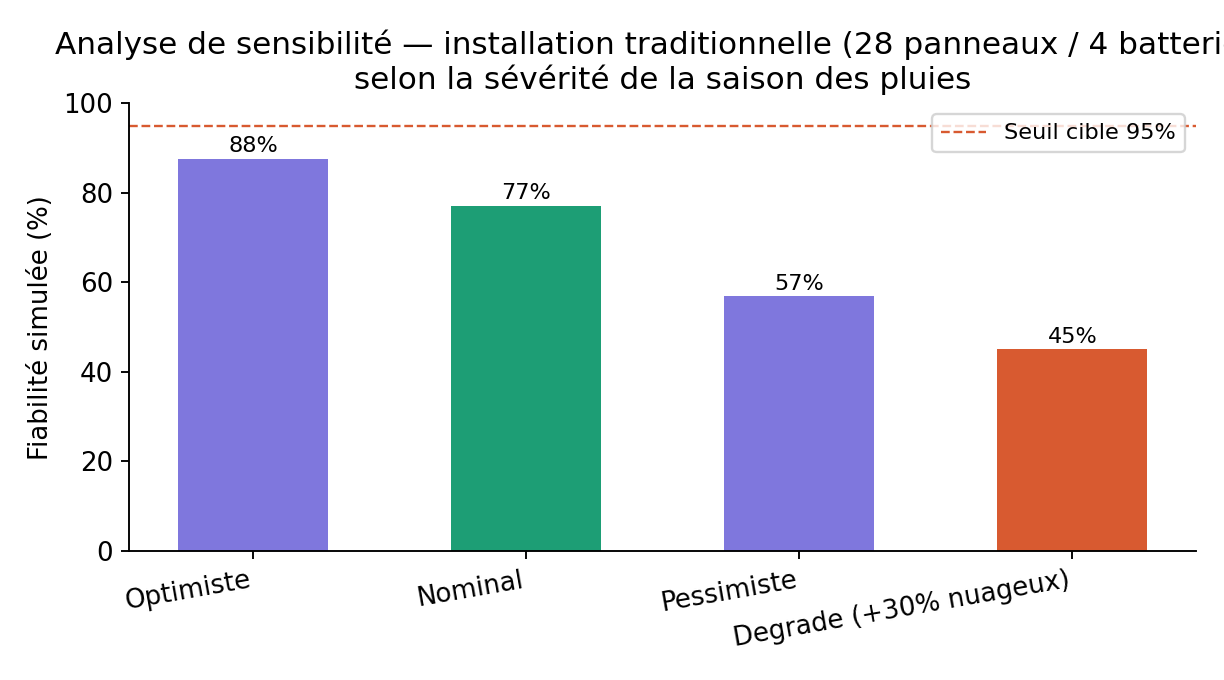 Analyse de sensibilité — installation traditionnelle (28 panneaux / 4 batteri
selon la sévérité de la saison des pluies
Fiabilité simulée (%)
100
80
60
40
20
0
Seuil cible 95%
88%
77%
57%
45%
Optimiste
Nominal
Pessimiste
Degrade (+30% nuageux)